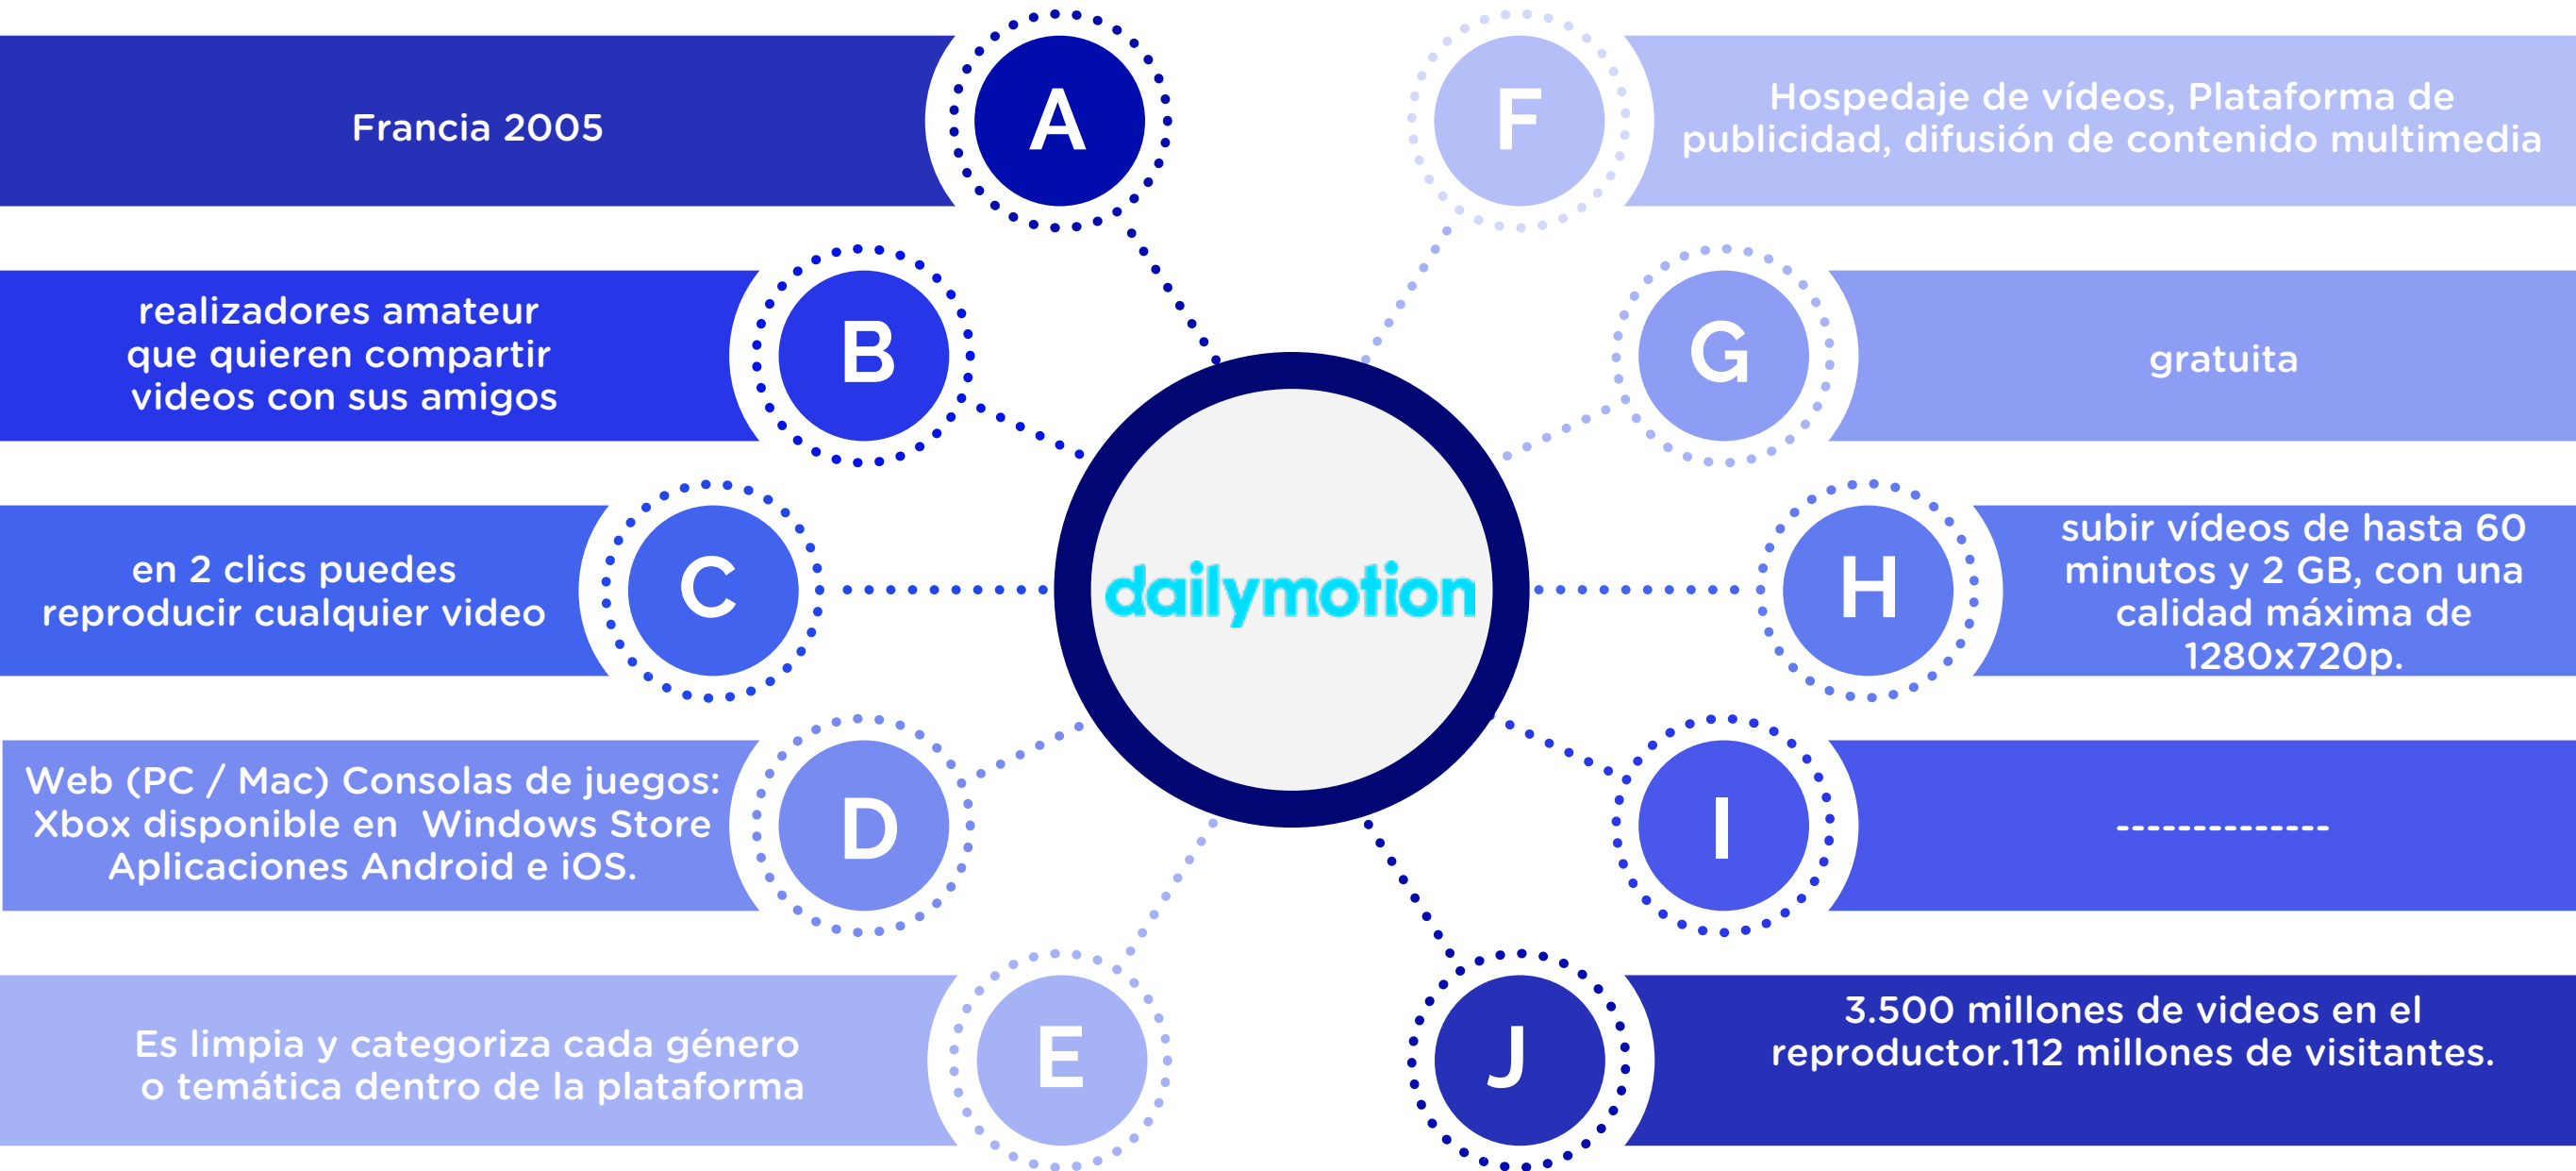 A
Francia 2005
B
realizadores amateur
que quieren compartir
videos con sus amigos
C
en 2 clics puedes
reproducir cualquier video
D
Web (PC / Mac) Consolas de juegos:
Xbox disponible en  Windows Store
Aplicaciones Android e iOS.
E
Es limpia y categoriza cada género
o temática dentro de la plataforma
dailymotion
F
Hospedaje de vídeos, Plataforma de
publicidad, difusión de contenido multimedia
G
gratuita
H
subir vídeos de hasta 60
minutos y 2 GB, con una
calidad máxima de
1280x720p.
I
--------------
J
3.500 millones de videos en el
reproductor.112 millones de visitantes.